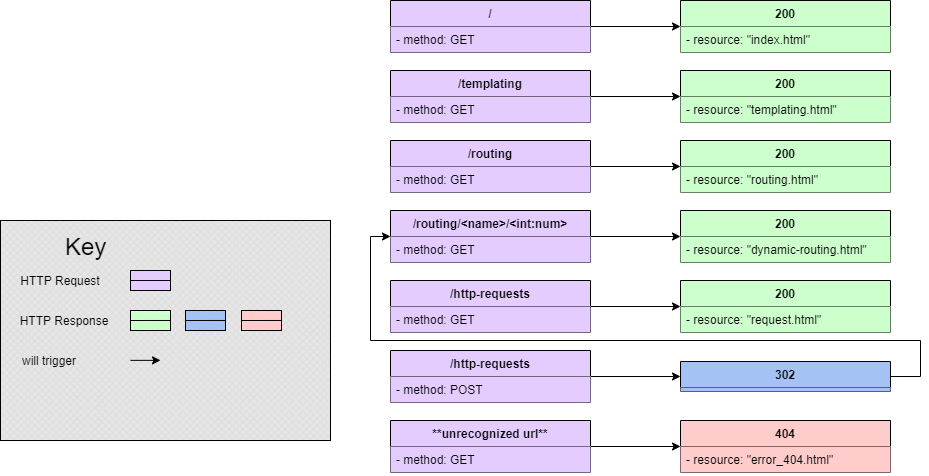 /
- method: GET
200
- resource: "index.html"
/templating
- method: GET
200
- resource: "templating.html"
/routing
- method: GET
200
- resource: "routing.html"
/routing/<name>/<int:num>
- method: GET
200
- resource: "dynamic-routing.html"
/http-requests
- method: GET
200
- resource: "request.html"
/http-requests
- method: POST
302
**unrecognized url**
- method: GET
404
- resource: "error_404.html"
Key
HTTP Request
HTTP Response
will trigger